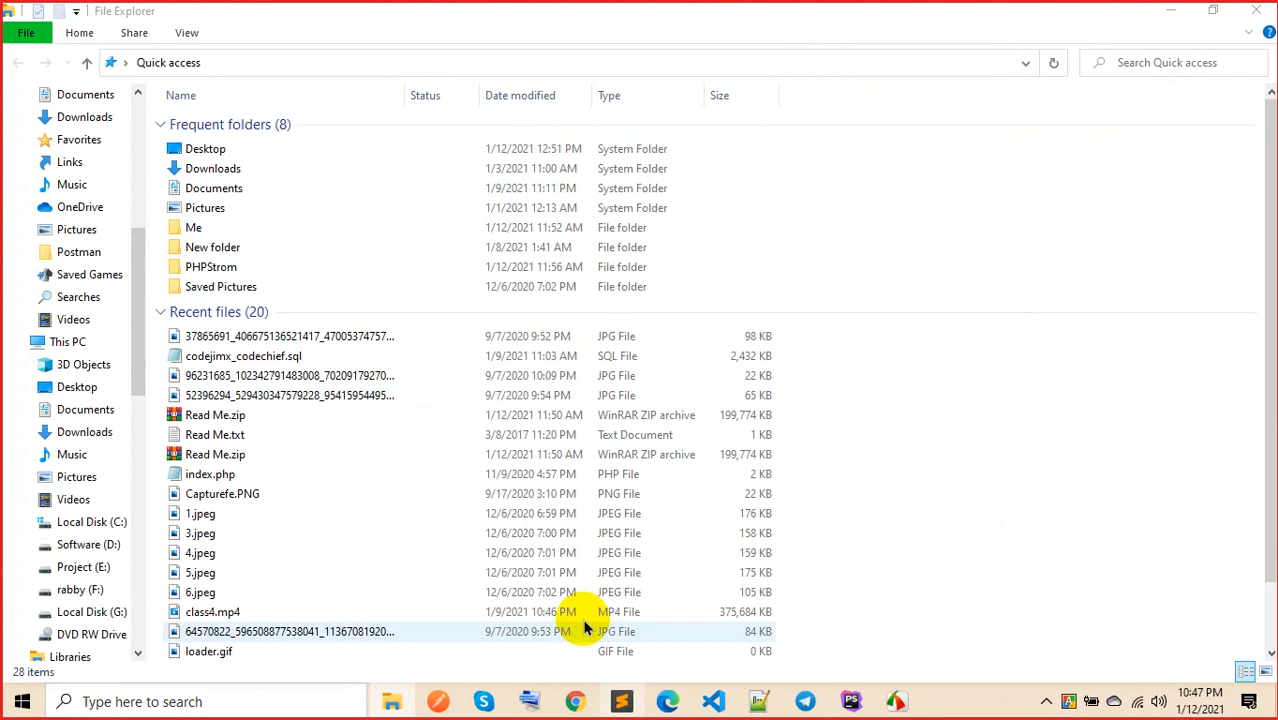 File Explorer
File Home Share View
Quick access Search Quick access
Name Status Date modified Type Size
Frequent folders (8)
Desktop 1/12/2021 12:51 PM System Folder
Downloads 1/3/2021 11:00 AM System Folder
Documents 1/9/2021 11:11 PM System Folder
Pictures 1/1/2021 12:13 AM System Folder
Me 1/12/2021 11:52 AM File folder
New folder 1/8/2021 1:41 AM File folder
PHPStrom 1/12/2021 11:56 AM File folder
Saved Pictures 12/6/2020 7:02 PM File folder
Recent files (20)
37865691_406675136521417_47005374757... 9/7/2020 9:52 PM JPG File 98 KB
codejimx_codechief.sql 1/9/2021 11:03 AM SQL File 2,432 KB
96231685_102342791483008_70209179270... 9/7/2020 10:09 PM JPG File 22 KB
52396294_529430347579228_95415954495... 9/7/2020 9:54 PM JPG File 65 KB
Read Me.zip 1/12/2021 11:50 AM WinRAR ZIP archive 199,774 KB
Read Me.txt 3/8/2017 11:20 PM Text Document 1 KB
Read Me.zip 1/12/2021 11:50 AM WinRAR ZIP archive 199,774 KB
index.php 11/9/2020 4:57 PM PHP File 2 KB
Capturefe.PNG 9/17/2020 3:10 PM PNG File 22 KB
1.jpeg 12/6/2020 6:59 PM JPEG File 176 KB
3.jpeg 12/6/2020 7:00 PM JPEG File 158 KB
4.jpeg 12/6/2020 7:01 PM JPEG File 159 KB
5.jpeg 12/6/2020 7:01 PM JPEG File 175 KB
6.jpeg 12/6/2020 7:02 PM JPEG File 105 KB
class4.mp4 1/9/2021 10:46 PM MP4 File 375,684 KB
64570822_596508877538041_11367081920... 9/7/2020 9:53 PM JPG File 84 KB
loader.gif GIF File 0 KB
Documents
Downloads
Favorites
Links
Music
OneDrive
Pictures
Postman
Saved Games
Searches
Videos
This PC
3D Objects
Desktop
Documents
Downloads
Music
Pictures
Videos
Local Disk (C:)
Software (D:)
Project (E:)
rabby (F:)
Local Disk (G:)
DVD RW Drive
Libraries
28 items
Type here to search
PS
10:47 PM
1/12/2021